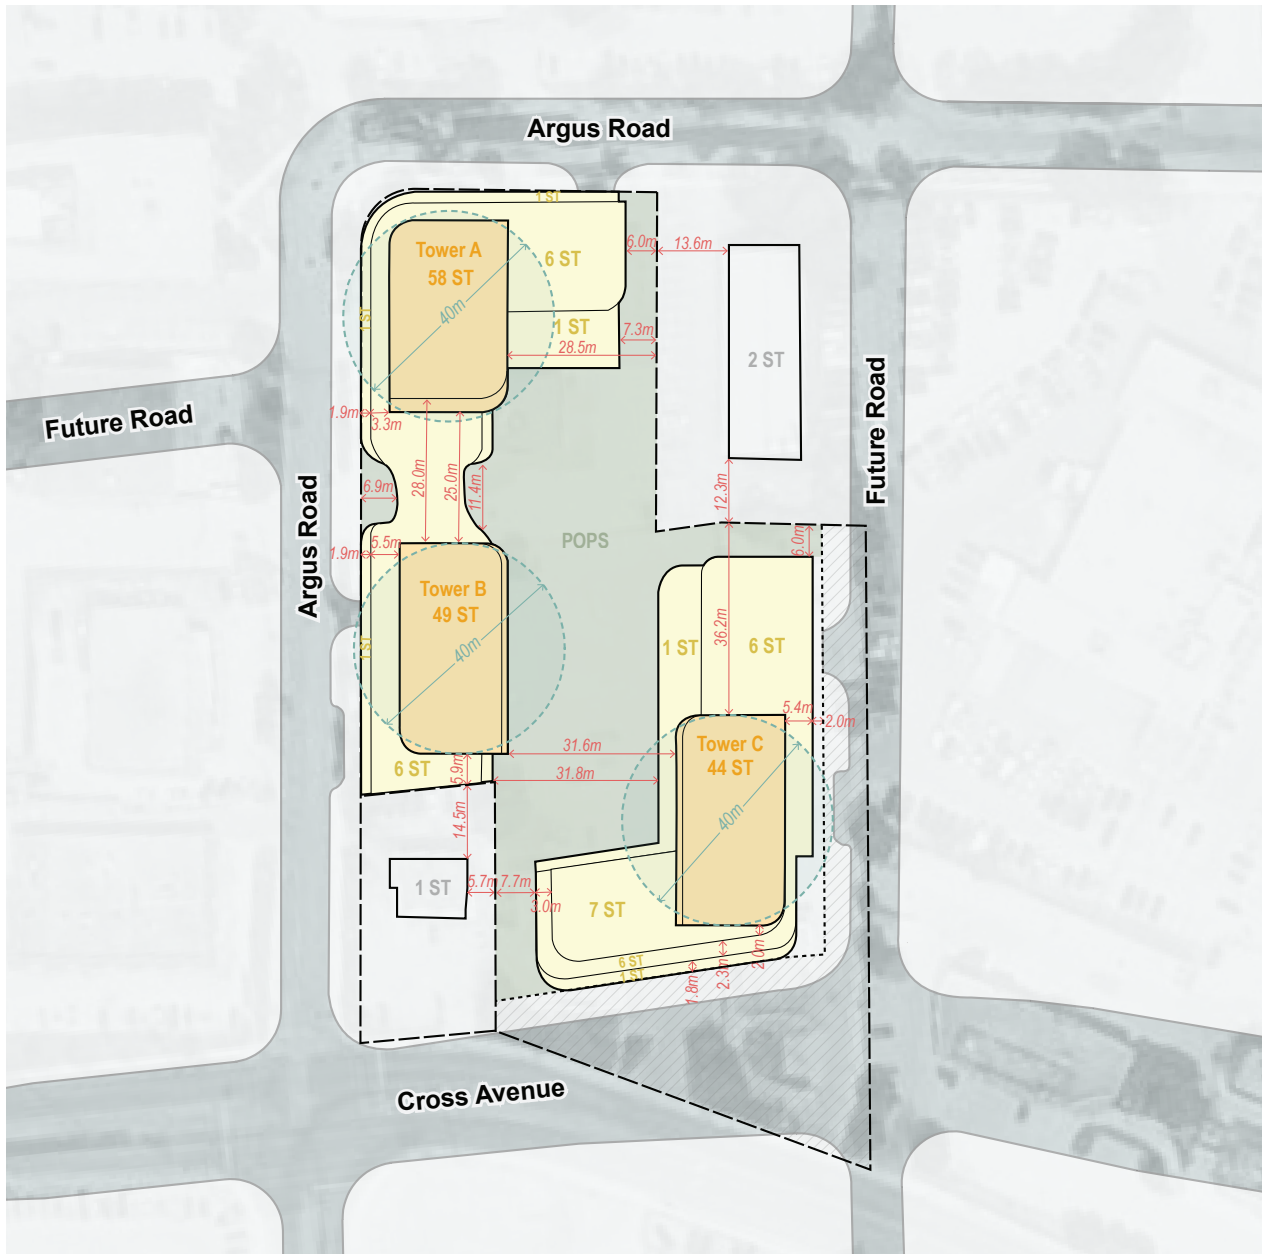 Argus Road
1 ST
Tower A
58 ST
6 ST
6.0m
13.6m
40m
1 ST
1 ST
7.3m
28.5m
2 ST
Future Road
Future Road
1.9m
3.3m
28.0m
25.0m
11.4m
6.9m
12.3m
Argus Road
POPS
6.0m
1.9m
5.5m
Tower B
49 ST
40m
1 ST
36.2m
1 ST
6 ST
5.4m
2.0m
31.6m
Tower C
44 ST
40m
6 ST
5.9m
31.8m
14.5m
1 ST
5.7m
7.7m
3.0m
7 ST
6 ST
1 ST
1.8m
2.3m
2.0m
Cross Avenue